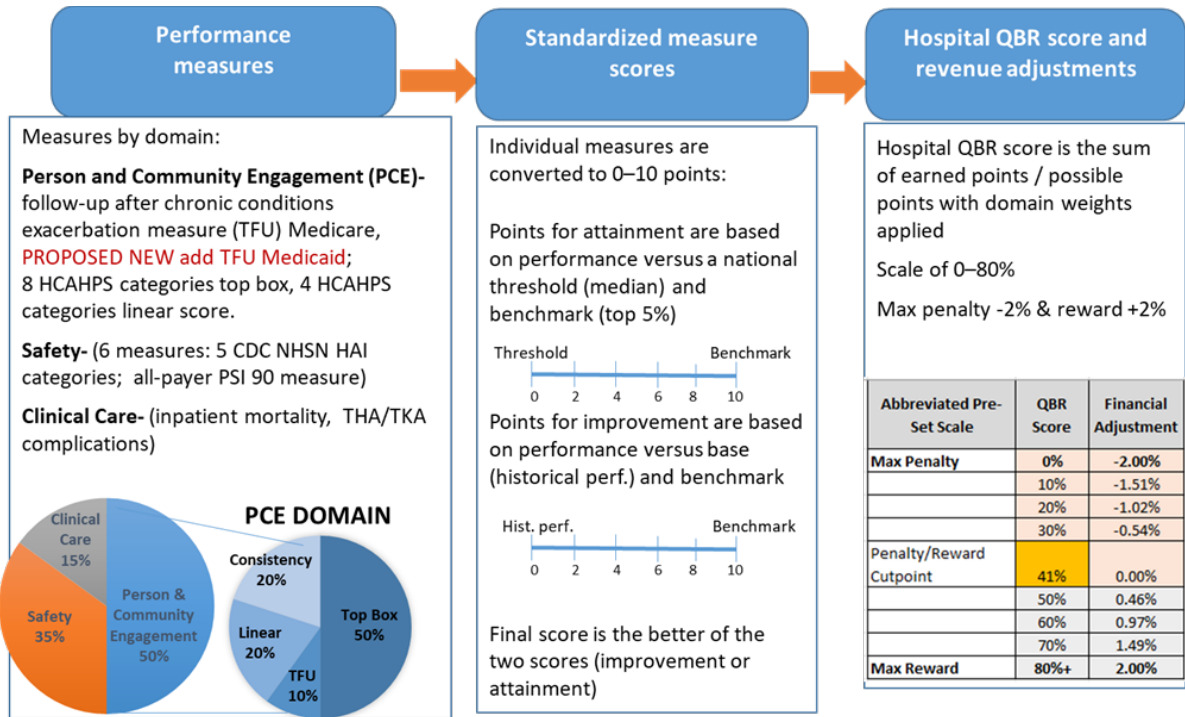 Performance
measures
Standardized measure
scores
Hospital QBR score and
revenue adjustments
Measures by domain:
Person and Community Engagement (PCE)-
follow-up after chronic conditions
exacerbation measure (TFU) Medicare,
PROPOSED NEW add TFU Medicaid;
8 HCAHPS categories top box, 4 HCAHPS
categories linear score.
Safety- (6 measures: 5 CDC NHSN HAI
categories; all-payer PSI 90 measure)
Clinical Care- (inpatient mortality, THA/TKA
complications)
Clinical
Care
15%
Safety
35%
Person &
Community
Engagement
50%
PCE DOMAIN
Consistency
20%
Linear
20%
TFU
10%
Top Box
50%
Individual measures are
converted to 0–10 points:
Points for attainment are based
on performance versus a national
threshold (median) and
benchmark (top 5%)
Threshold Benchmark
0 2 4 6 8 10
Points for improvement are based
on performance versus base
(historical perf.) and benchmark
Hist. perf. Benchmark
0 2 4 6 8 10
Final score is the better of the
two scores (improvement or
attainment)
Hospital QBR score is the sum
of earned points / possible
points with domain weights
applied
Scale of 0–80%
Max penalty -2% & reward +2%
Abbreviated Pre-
Set Scale
QBR
Score
Financial
Adjustment
Max Penalty 0% -2.00%
10% -1.51%
20% -1.02%
30% -0.54%
Penalty/Reward
Cutpoint 41% 0.00%
50% 0.46%
60% 0.97%
70% 1.49%
Max Reward 80%+ 2.00%